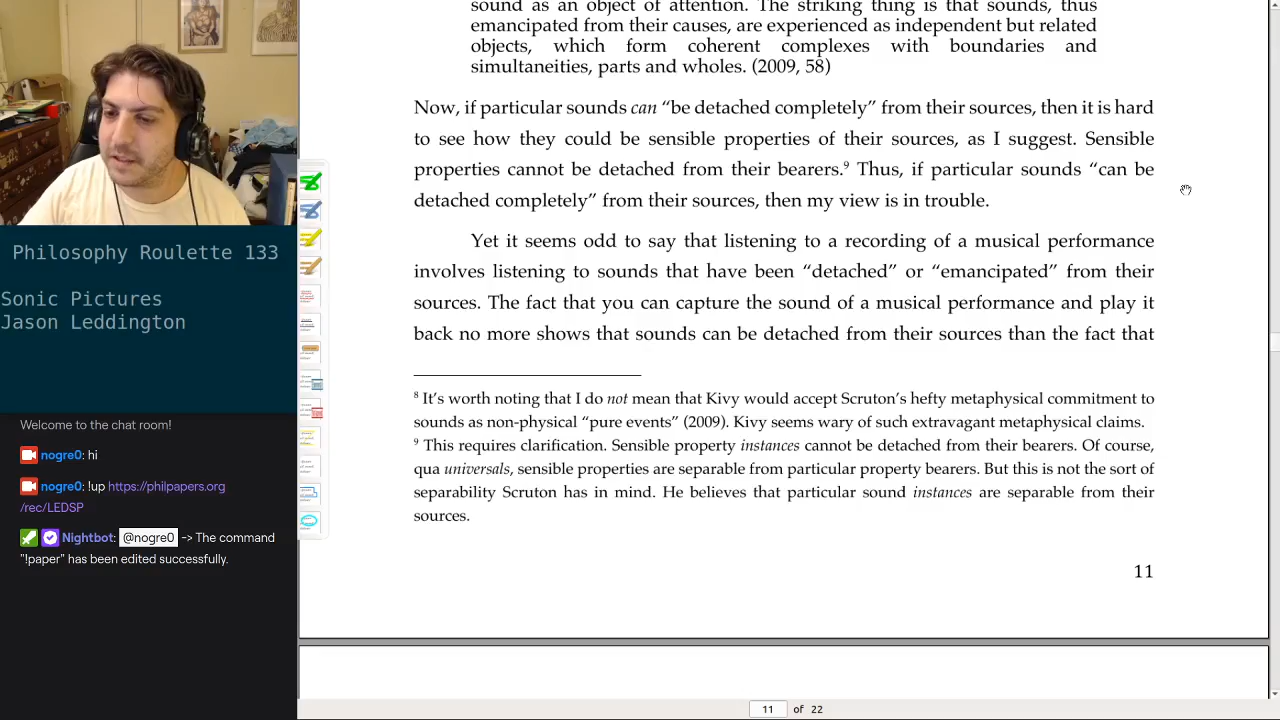 sound as an object of attention. The striking thing is that sounds, thus
emancipated from their causes, are experienced as independent but related
objects, which form coherent complexes with boundaries and
simultaneities, parts and wholes. (2009, 58)
Now, if particular sounds can “be detached completely” from their sources, then it is hard
to see how they could be sensible properties of their sources, as I suggest. Sensible
properties cannot be detached from their bearers.⁹ Thus, if particular sounds “can be
detached completely” from their sources, then my view is in trouble.
Yet it seems odd to say that listening to a recording of a musical performance
involves listening to sounds that have been “detached” or “emancipated” from their
sources. The fact that you can capture the sounds of a musical performance and play it
back no more shows that sounds can be detached from their sources than the fact that
⁸ It’s worth noting that I do not mean that Kivy would accept Scruton’s hefty metaphysical commitment to
sounds as non-physical “pure events” (2009). Kivy steers clear of such extravagant metaphysical claims.
⁹ This requires clarification. Sensible property instances cannot be detached from their bearers. Of course,
qua universals, sensible properties are separable from particular property bearers. But this is not the sort of
separability Scruton has in mind. He believes that particular sound instances are separable from their
sources.
11
Philosophy Roulette 133
Sonic Pictures
Jason Leddington
Welcome to the chat room!
nogre0: hi
nogre0: !up https://philpapers.org
/rec/LEDSP
Nightbot: @nogre0 -> The command
"!paper" has been edited successfully.
11 of 22